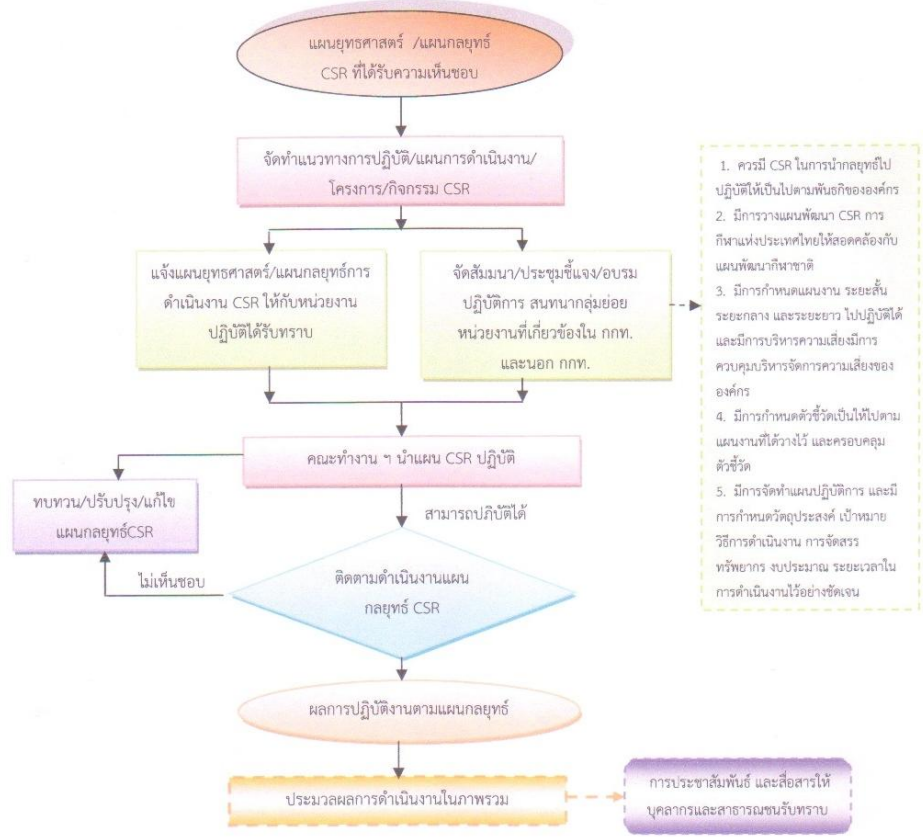 แผนยุทธศาสตร์ /แผนกลยุทธ์
CSR ที่ได้รับความเห็นชอบ
จัดทำแนวทางการปฏิบัติ/แผนการดำเนินงาน/
โครงการ/กิจกรรม CSR
แจ้งแผนยุทธศาสตร์/แผนกลยุทธ์การ
ดำเนินงาน CSR ให้กับหน่วยงาน
ปฏิบัติได้รับทราบ
จัดสัมมนา/ประชุมชี้แจง/อบรม
ปฏิบัติการ สนทนากลุ่มย่อย
หน่วยงานที่เกี่ยวข้องใน กกท.
และนอก กกท.
1. ควรมี CSR ในการนำกลยุทธ์ไป
ปฏิบัติให้เป็นไปตามพันธกิจขององค์กร
2. มีการวางแผนพัฒนา CSR การ
กีฬาแห่งประเทศไทยให้สอดคล้องกับ
แผนพัฒนากีฬาชาติ
3. มีการกำหนดแผนงาน ระยะสั้น
ระยะกลาง และระยะยาว ไปปฏิบัติได้
และมีการบริหารความเสี่ยงมีการ
ควบคุมบริหารจัดการความเสี่ยงของ
องค์กร
4. มีการกำหนดตัวชี้วัดเป็นให้ไปตาม
แผนงานที่ได้วางไว้ และครอบคลุม
ตัวชี้วัด
5. มีการจัดทำแผนปฏิบัติการ และมี
การกำหนดวัตถุประสงค์ เป้าหมาย
วิธีการดำเนินงาน การจัดสรร
ทรัพยากร งบประมาณ ระยะเวลาใน
การดำเนินงานไว้อย่างชัดเจน
คณะทำงาน ฯ นำแผน CSR ปฏิบัติ
ทบทวน/ปรับปรุง/แก้ไข
แผนกลยุทธ์CSR
สามารถปฏิบัติได้
ไม่เห็นชอบ
ติดตามดำเนินงานแผน
กลยุทธ์ CSR
ผลการปฏิบัติงานตามแผนกลยุทธ์
ประมวลผลการดำเนินงานในภาพรวม
การประชาสัมพันธ์ และสื่อสารให้
บุคลากรและสาธารณชนรับทราบ